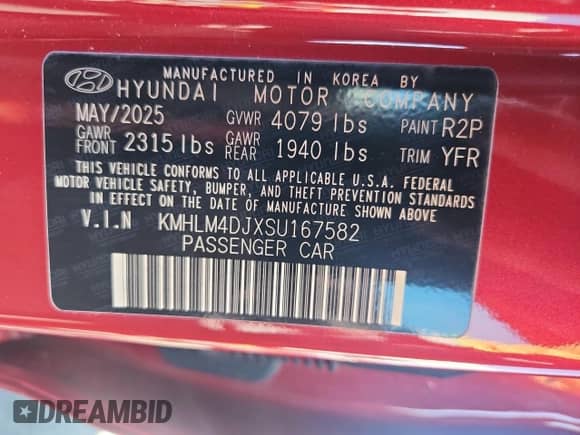 MANUFACTURED IN KOREA BY
HYUNDAI MOTOR COMPANY
MAY/2025 GVWR 4079 lbs PAINT R2P
GAWR FRONT 2315 lbs GAWR REAR 1940 lbs TRIM YFR
THIS VEHICLE CONFORMS TO ALL APPLICABLE U.S.A. FEDERAL
MOTOR VEHICLE SAFETY, BUMPER, AND THEFT PREVENTION STANDARDS
IN EFFECT ON THE DATE OF MANUFACTURE SHOWN ABOVE
V.I.N KMHLM4DJXSU167582
PASSENGER CAR
DREAMBID